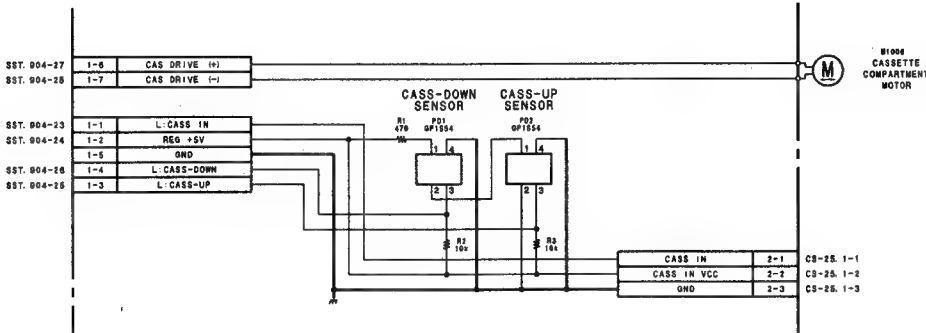 SST. 904-27 1-6 CAS DRIVE (+)
SST. 904-28 1-7 CAS DRIVE (-)
M
M1006
CASSETTE
COMPARTMENT
MOTOR
CASS-DOWN
SENSOR
CASS-UP
SENSOR
R1
470
PD1
GP1S54
PD2
GP1S54
1 4
1 4
2 3
2 3
SST. 904-23 1-1 L:CASS IN
SST. 904-24 1-2 REG +5V
1-5 GND
SST. 904-26 1-4 L:CASS-DOWN
SST. 904-25 1-3 L:CASS-UP
R2
10k
R3
10k
CASS IN 2-1 CS-25. 1-1
CASS IN VCC 2-2 CS-25. 1-2
GND 2-3 CS-25. 1-3